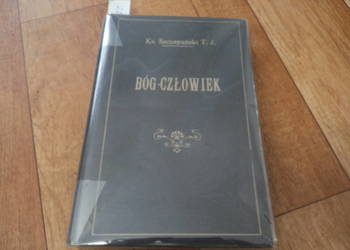 Ks. Szczepański T. J.
BÓG-CZŁOWIEK